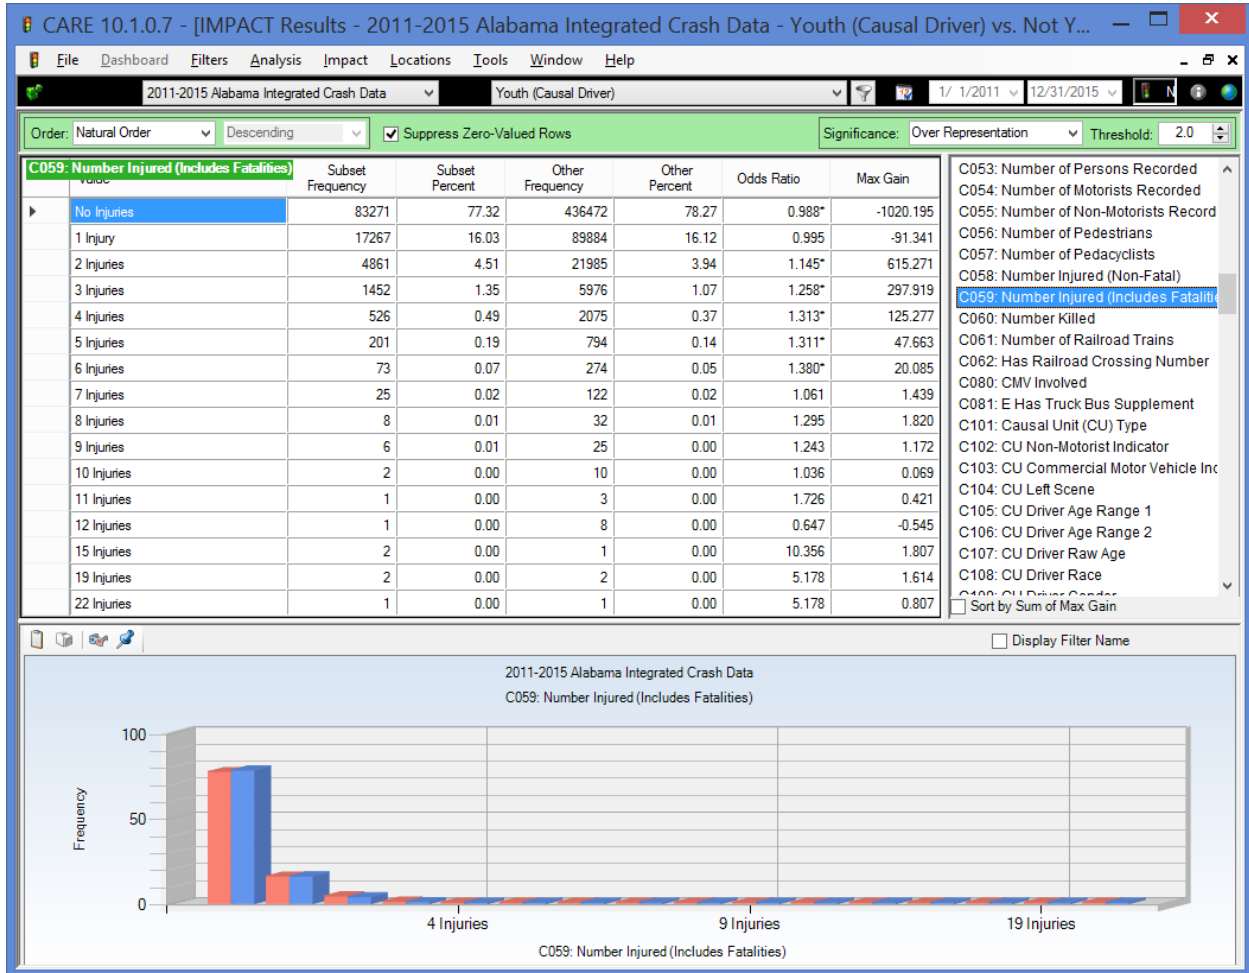 CARE 10.1.0.7 - [IMPACT Results - 2011-2015 Alabama Integrated Crash Data - Youth (Causal Driver) vs. Not Y...
File Dashboard Filters Analysis Impact Locations Tools Window Help
2011-2015 Alabama Integrated Crash Data Youth (Causal Driver) 1/ 1/2011 12/31/2015 N
Order: Natural Order Descending Suppress Zero-Valued Rows Significance: Over Representation Threshold: 2.0
C059: Number Injured (Includes Fatalities) Subset Frequency Subset Percent Other Frequency Other Percent Odds Ratio Max Gain
No Injuries 83271 77.32 436472 78.27 0.988* -1020.195
1 Injury 17267 16.03 89884 16.12 0.995 -91.341
2 Injuries 4861 4.51 21985 3.94 1.145* 615.271
3 Injuries 1452 1.35 5976 1.07 1.258* 297.919
4 Injuries 526 0.49 2075 0.37 1.313* 125.277
5 Injuries 201 0.19 794 0.14 1.311* 47.663
6 Injuries 73 0.07 274 0.05 1.380* 20.085
7 Injuries 25 0.02 122 0.02 1.061 1.439
8 Injuries 8 0.01 32 0.01 1.295 1.820
9 Injuries 6 0.01 25 0.00 1.243 1.172
10 Injuries 2 0.00 10 0.00 1.036 0.069
11 Injuries 1 0.00 3 0.00 1.726 0.421
12 Injuries 1 0.00 8 0.00 0.647 -0.545
15 Injuries 2 0.00 1 0.00 10.356 1.807
19 Injuries 2 0.00 2 0.00 5.178 1.614
22 Injuries 1 0.00 1 0.00 5.178 0.807
C053: Number of Persons Recorded
C054: Number of Motorists Recorded
C055: Number of Non-Motorists Record
C056: Number of Pedestrians
C057: Number of Pedacyclists
C058: Number Injured (Non-Fatal)
C059: Number Injured (Includes Fatalitie
C060: Number Killed
C061: Number of Railroad Trains
C062: Has Railroad Crossing Number
C080: CMV Involved
C081: E Has Truck Bus Supplement
C101: Causal Unit (CU) Type
C102: CU Non-Motorist Indicator
C103: CU Commercial Motor Vehicle Inc
C104: CU Left Scene
C105: CU Driver Age Range 1
C106: CU Driver Age Range 2
C107: CU Driver Raw Age
C108: CU Driver Race
Sort by Sum of Max Gain
Display Filter Name
2011-2015 Alabama Integrated Crash Data
C059: Number Injured (Includes Fatalities)
100
50
0
Frequency
4 Injuries 9 Injuries 19 Injuries
C059: Number Injured (Includes Fatalities)